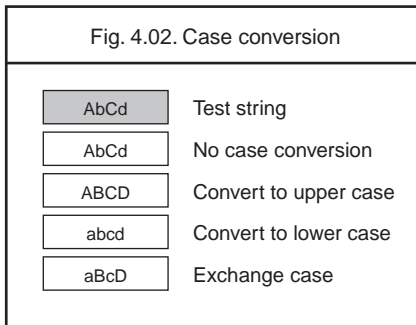 Fig. 4.02. Case conversion
AbCd Test string
AbCd No case conversion
ABCD Convert to upper case
abcd Convert to lower case
aBcD Exchange case